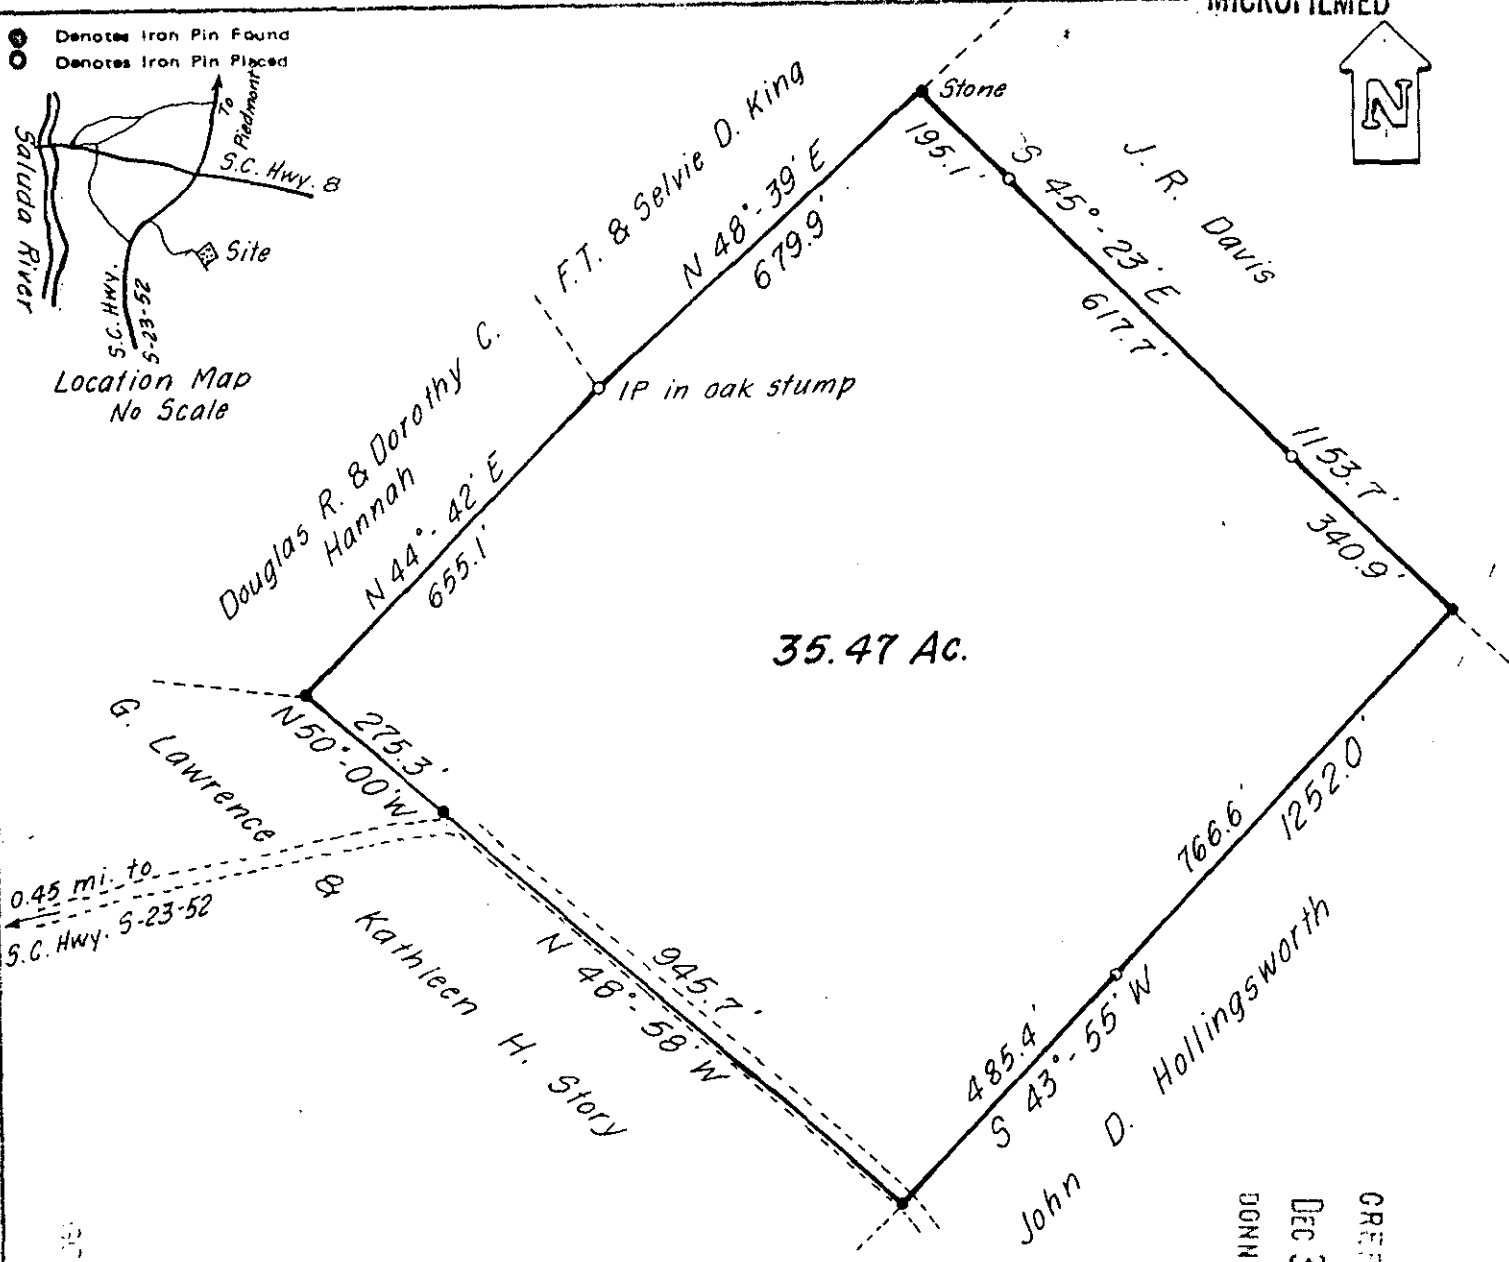 MICROFILMED
Denotes Iron Pin Found
Denotes Iron Pin Placed
N
To
Piedmont
S.C. Hwy. 8
Saluda River
Site
S.C. Hwy.
S-23-52
Location Map
No Scale
Stone
F.T. & Selvie D. King
N 48°-39' E
679.9'
195.1'
S 45°-23' E
617.7'
J. R. Davis
1153.7'
340.9'
IP in oak stump
Douglas R. & Dorothy C.
Hannah
N 44°-42' E
655.1'
35.47 Ac.
275.3'
N50°-00'W
G. Lawrence
& Kathleen H. Story
0.45 mi. to
S.C. Hwy. S-23-52
945.7'
N 48°-58' W
766.6'
1252.0'
485.4'
S 43°-55' W
John D. Hollingsworth
DEC